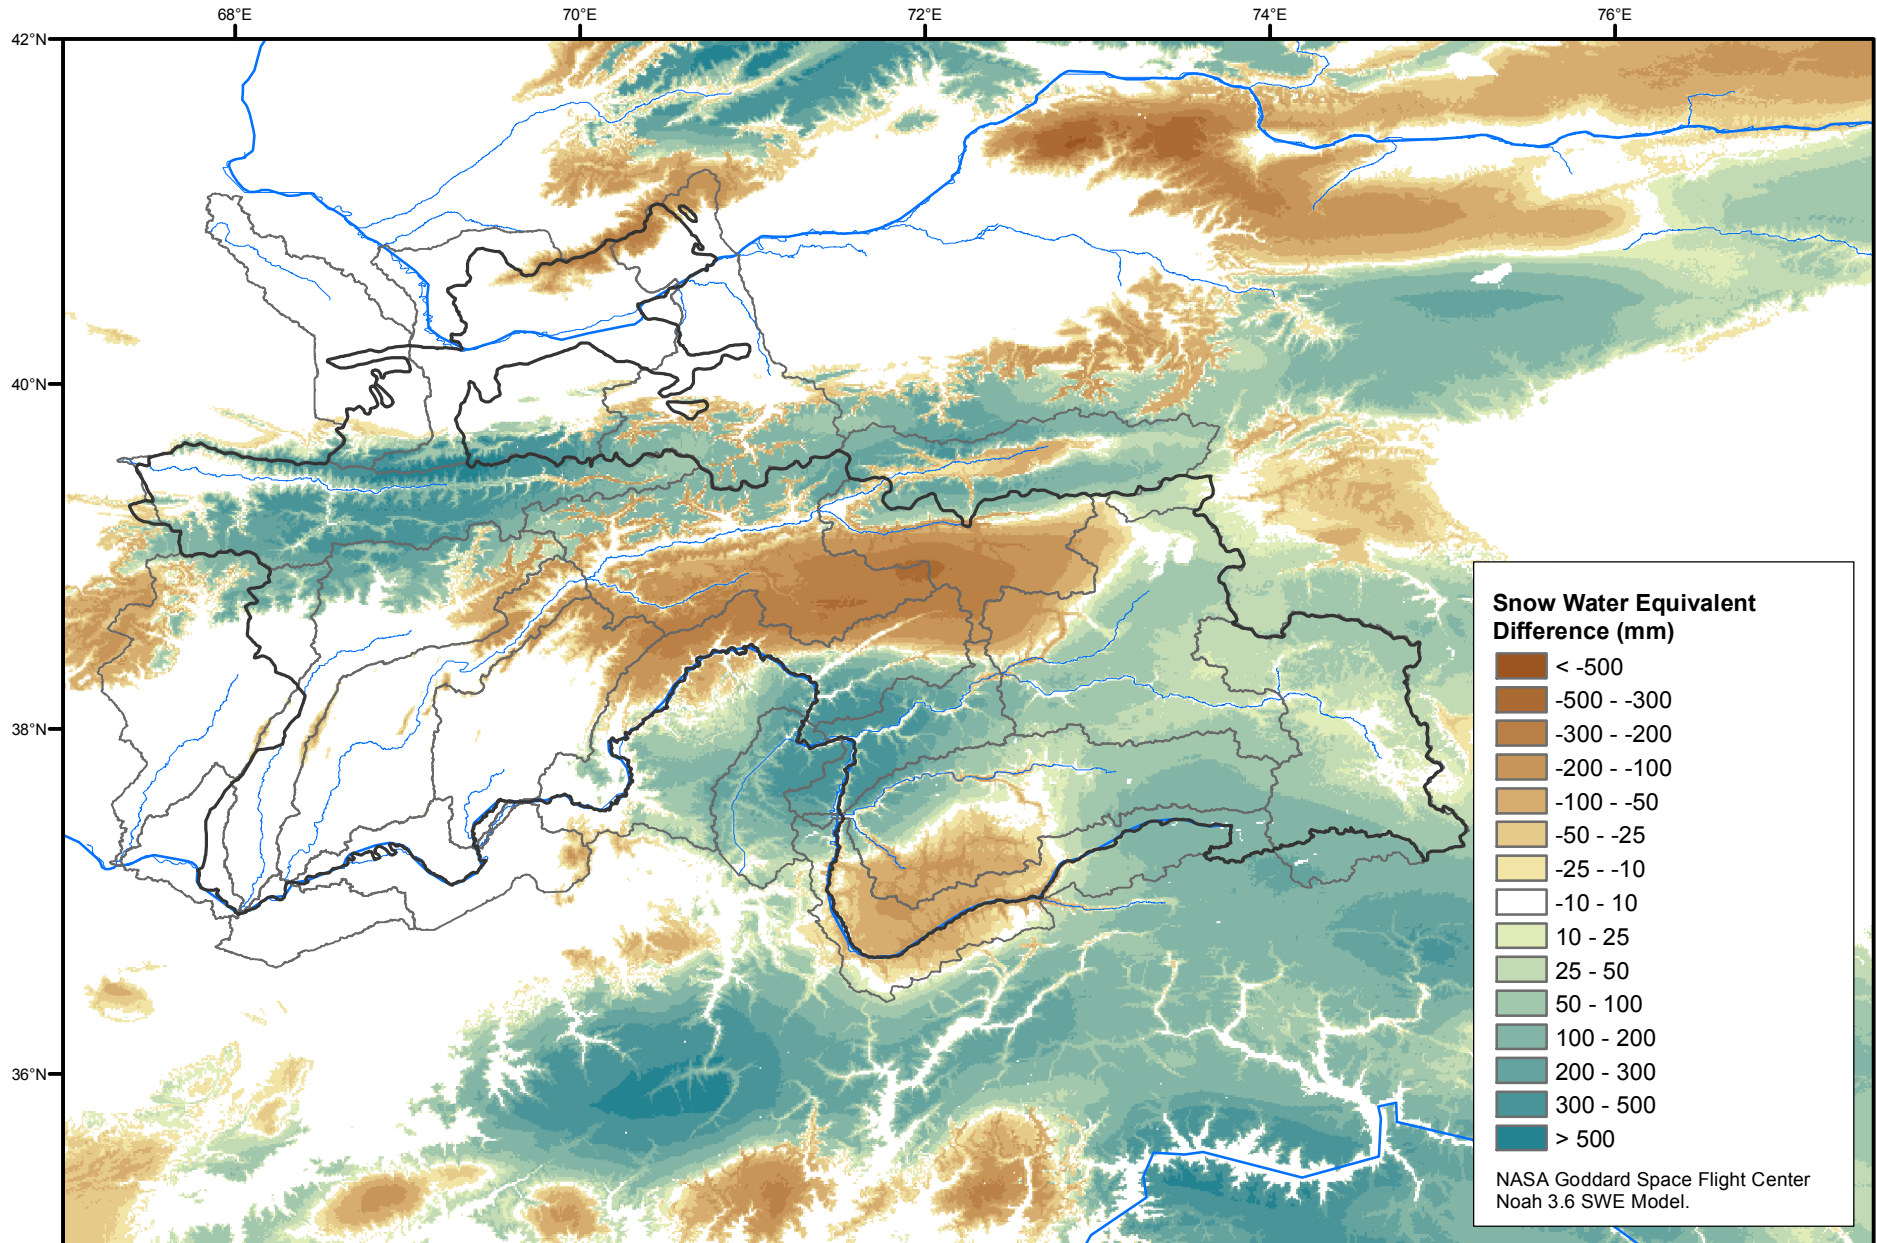 68°E
70°E
72°E
74°E
76°E
42°N
40°N
38°N
36°N
Snow Water Equivalent
Difference (mm)
< -500
-500 - -300
-300 - -200
-200 - -100
-100 - -50
-50 - -25
-25 - -10
-10 - 10
10 - 25
25 - 50
50 - 100
100 - 200
200 - 300
300 - 500
> 500
NASA Goddard Space Flight Center
Noah 3.6 SWE Model.